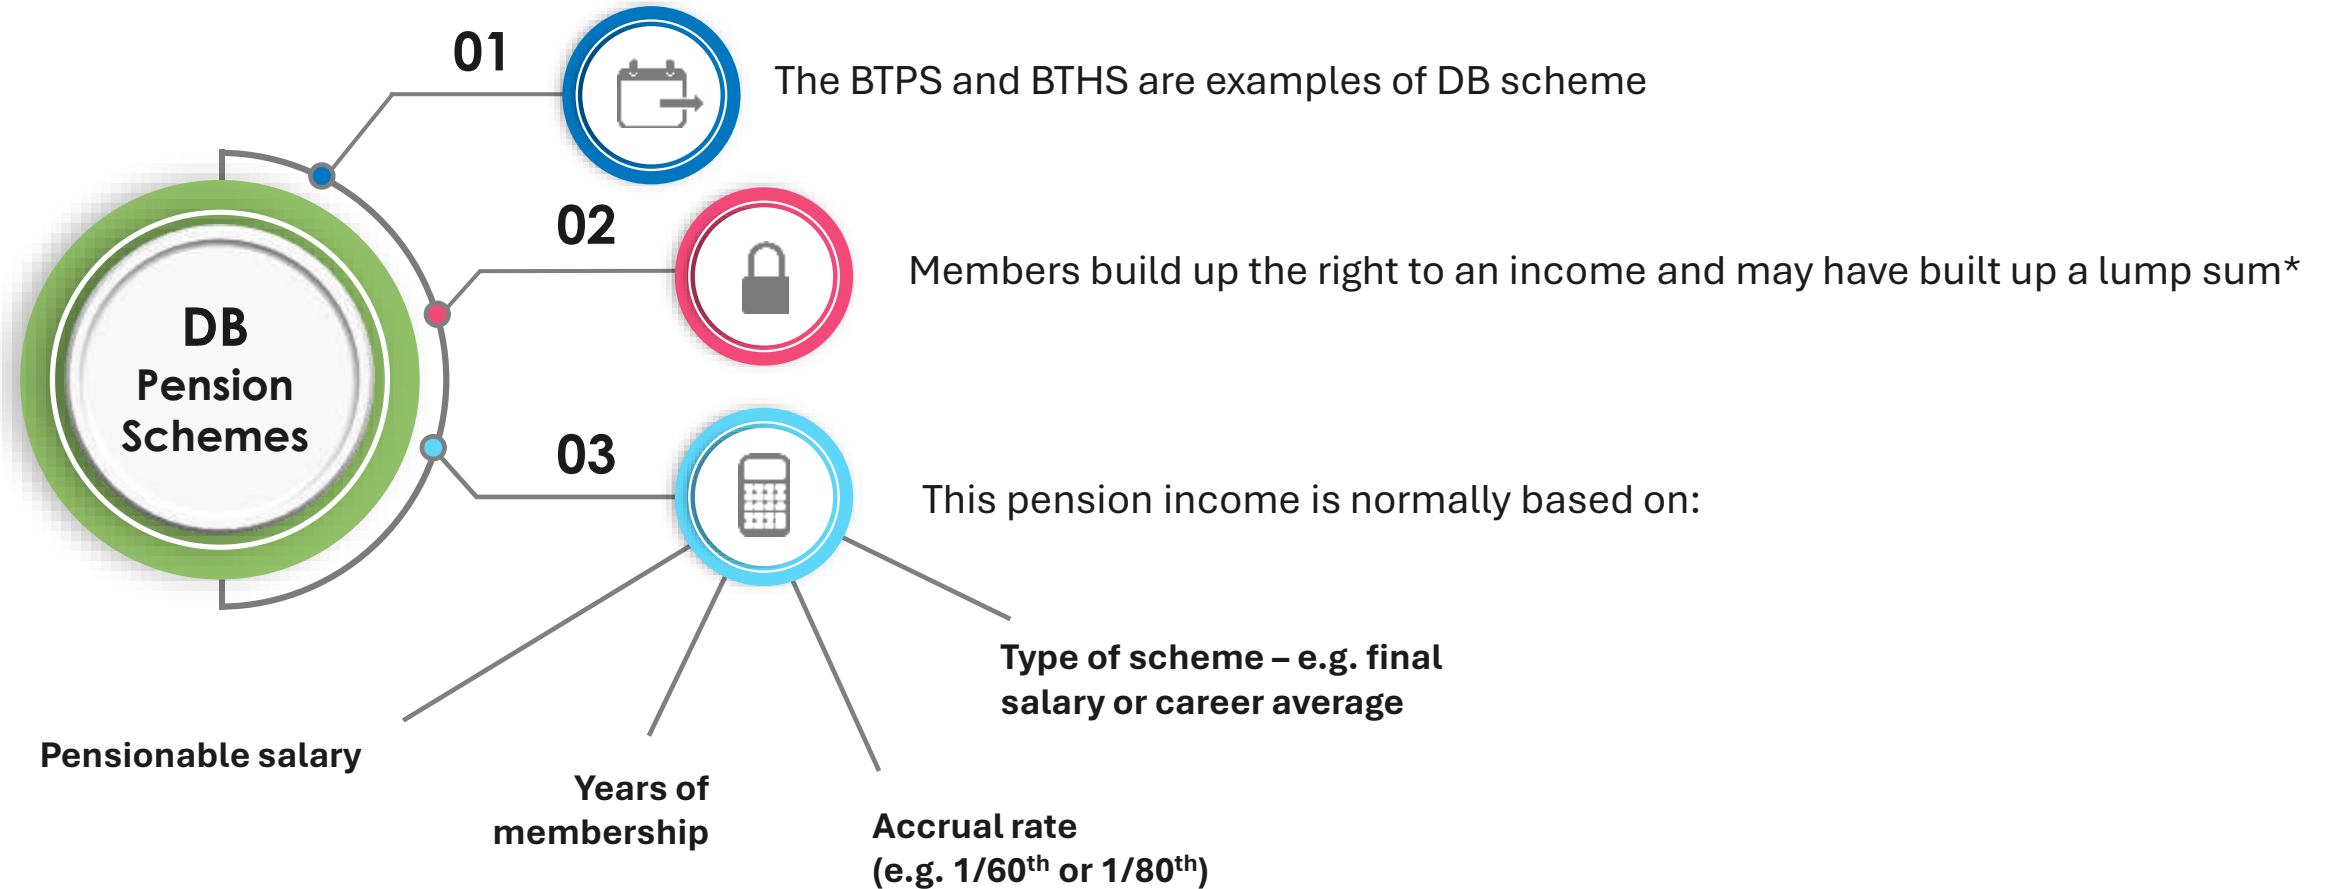 DB
Pension
Schemes
01
The BTPS and BTHS are examples of DB scheme
02
Members build up the right to an income and may have built up a lump sum*
03
This pension income is normally based on:
Pensionable salary
Years of
membership
Accrual rate
(e.g. 1/60th or 1/80th)
Type of scheme – e.g. final
salary or career average